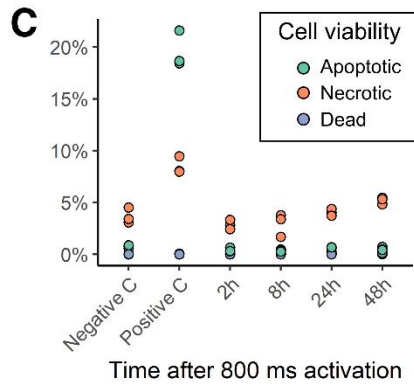 C
Cell viability
Apoptotic
Necrotic
Dead
20%
15%
10%
5%
0%
Negative C
Positive C
2h
8h
24h
48h
Time after 800 ms activation